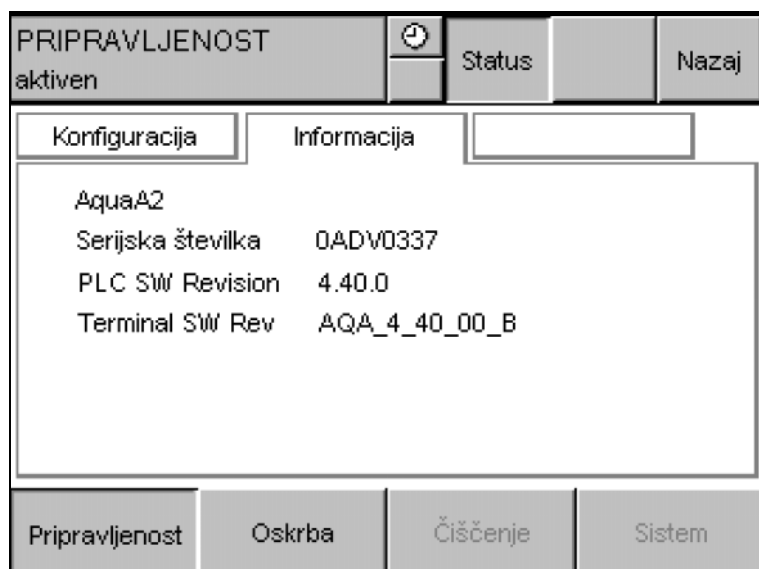 PRIPRAVLJENOST
aktiven
Status
Nazaj
Konfiguracija
Informacija
AquaA2
Serijska številka 0ADV0337
PLC SW Revision 4.40.0
Terminal SW Rev AQA_4_40_00_B
Pripravljenost
Oskrba
Čiščenje
Sistem